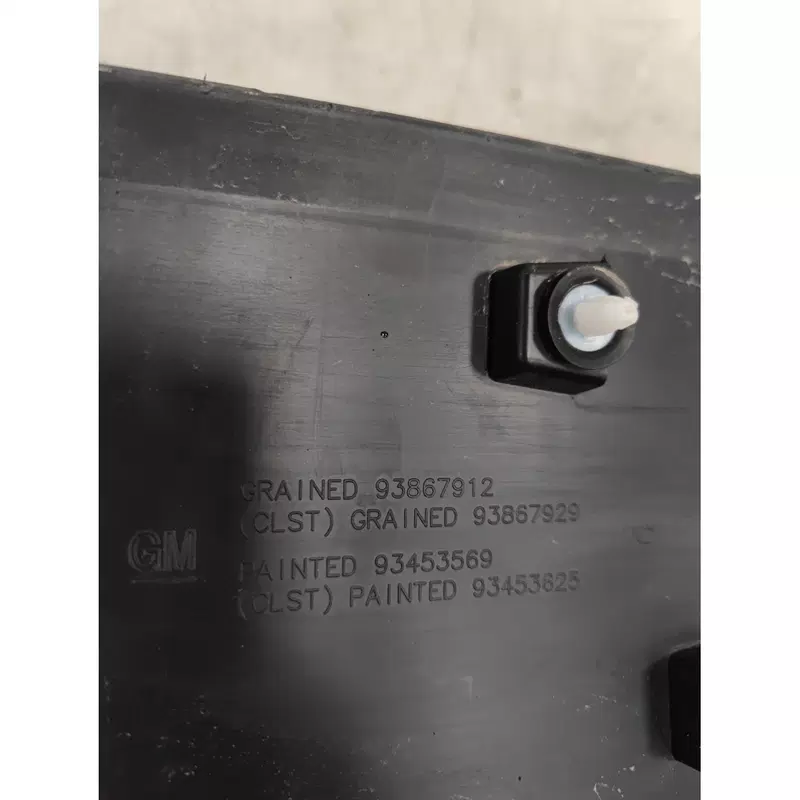 GRAINED 93867912
(CLST) GRAINED 93867929
GM
PAINTED 93453569
(CLST) PAINTED 93453625